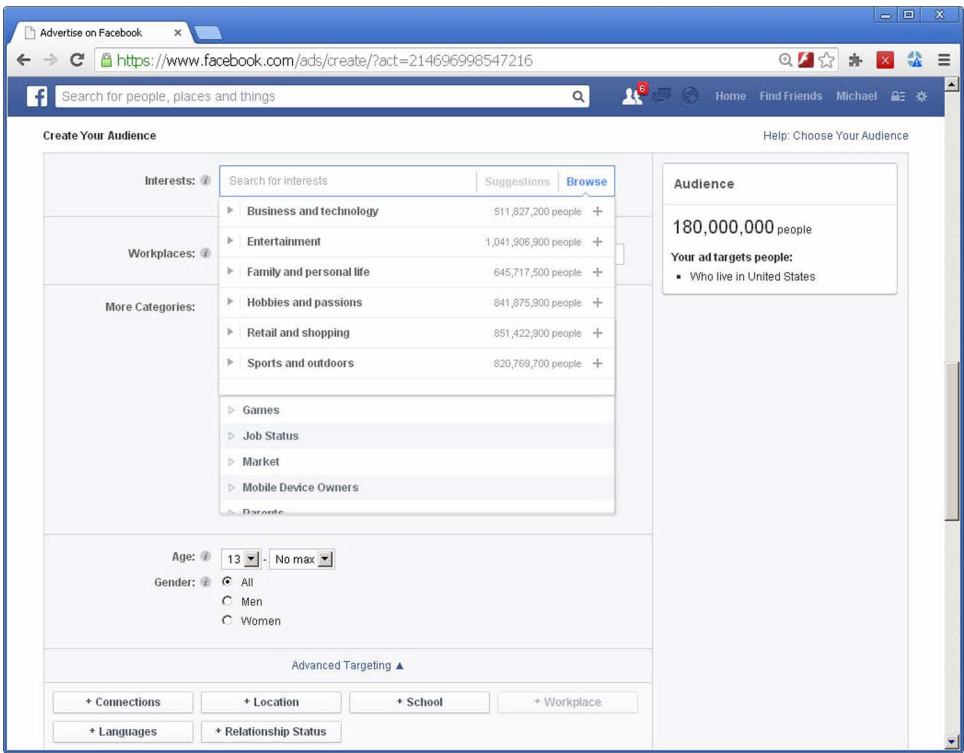 Advertise on Facebook
https://www.facebook.com/ads/create/?act=214696998547216
f
Search for people, places and things
6
Home Find Friends Michael
Create Your Audience
Help: Choose Your Audience
Interests:
Search for interests
Suggestions
Browse
Business and technology 511,827,200 people +
Entertainment 1,041,906,900 people +
Family and personal life 645,717,500 people +
Hobbies and passions 841,875,900 people +
Retail and shopping 851,422,900 people +
Sports and outdoors 820,769,700 people +
Workplaces:
More Categories:
Games
Job Status
Market
Mobile Device Owners
Parents
Audience
180,000,000 people
Your ad targets people:
Who live in United States
Age: 13 - No max
Gender: All
Men
Women
Advanced Targeting ▲
+ Connections + Location + School + Workplace
+ Languages + Relationship Status